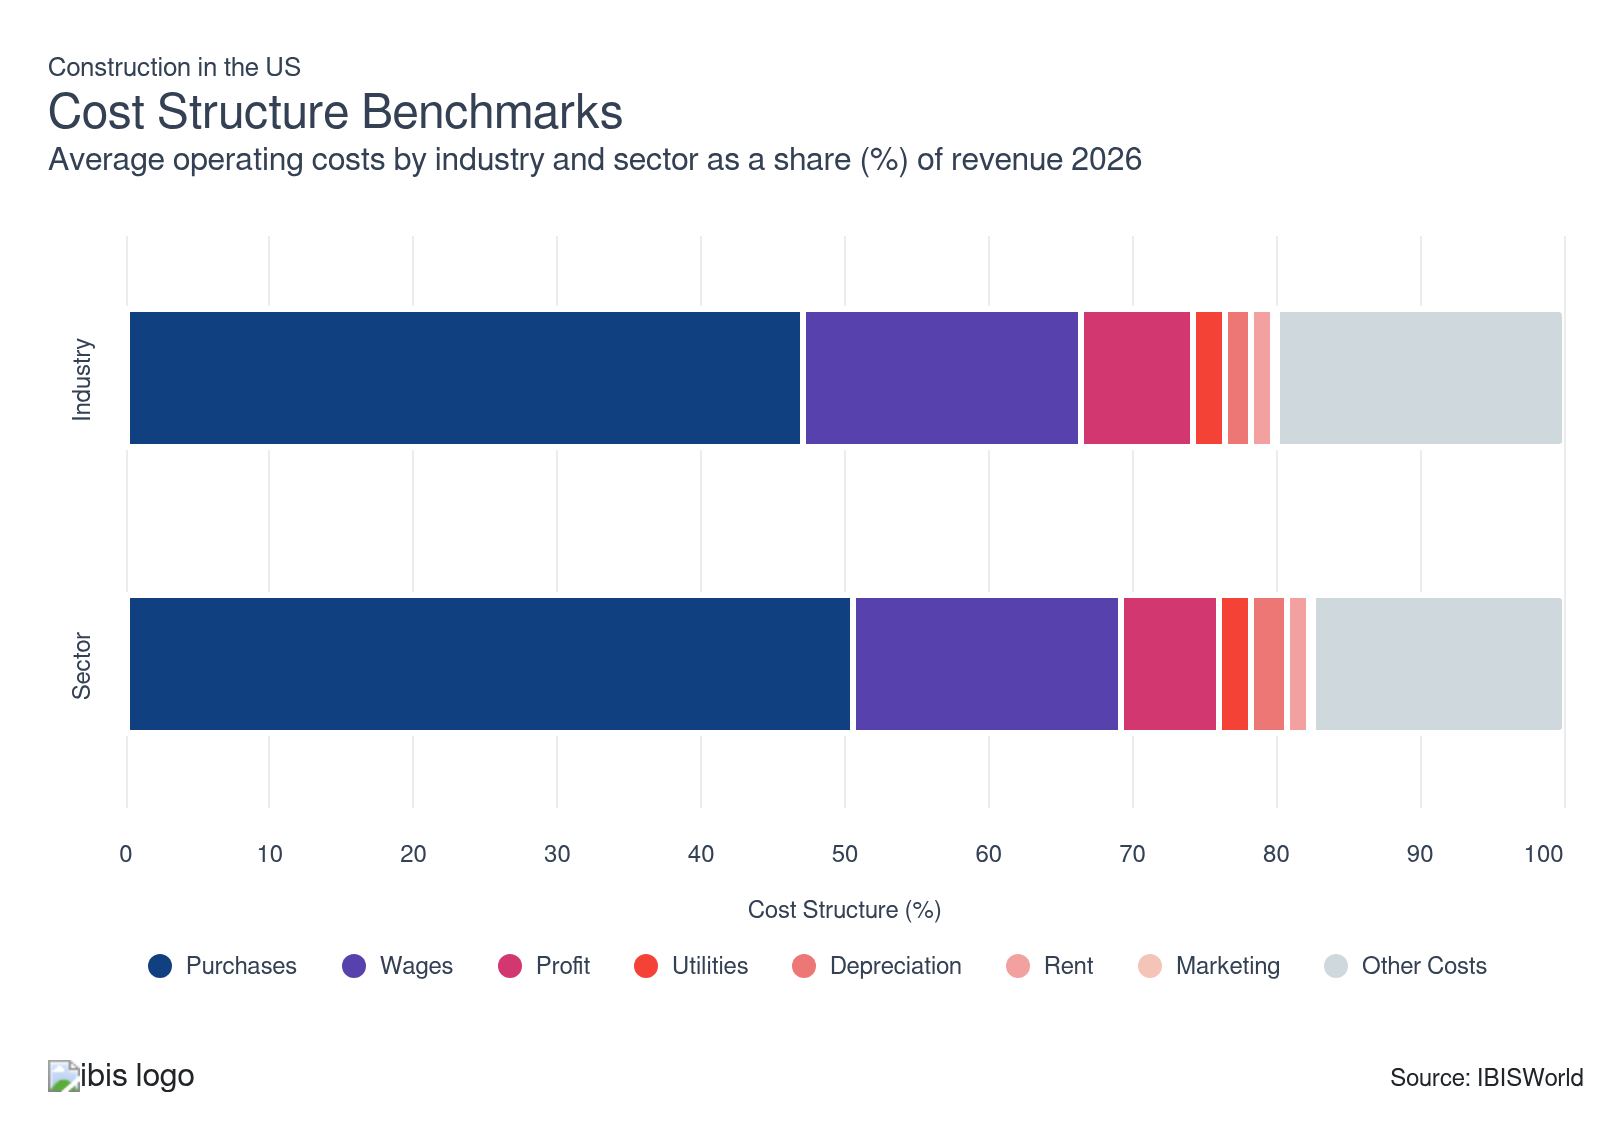 Construction in the US
Cost Structure Benchmarks
Average operating costs by industry and sector as a share (%) of revenue 2026
Industry
Sector
0 10 20 30 40 50 60 70 80 90 100
Cost Structure (%)
Purchases Wages Profit Utilities Depreciation Rent Marketing Other Costs
ibis logo
Source: IBISWorld